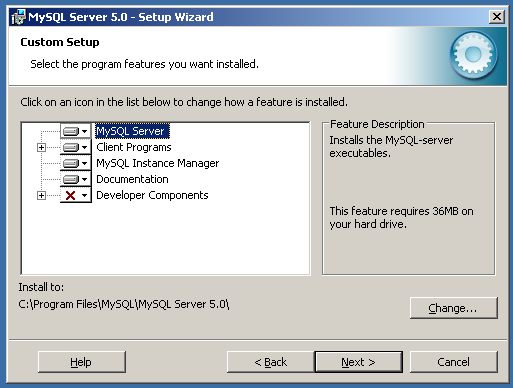 MySQL Server 5.0 - Setup Wizard
Custom Setup
Select the program features you want installed.
Click on an icon in the list below to change how a feature is installed.
MySQL Server
Client Programs
MySQL Instance Manager
Documentation
Developer Components
Feature Description
Installs the MySQL-server
executables.
This feature requires 36MB on
your hard drive.
Install to:
C:\Program Files\MySQL\MySQL Server 5.0\
Change...
Help
< Back
Next >
Cancel